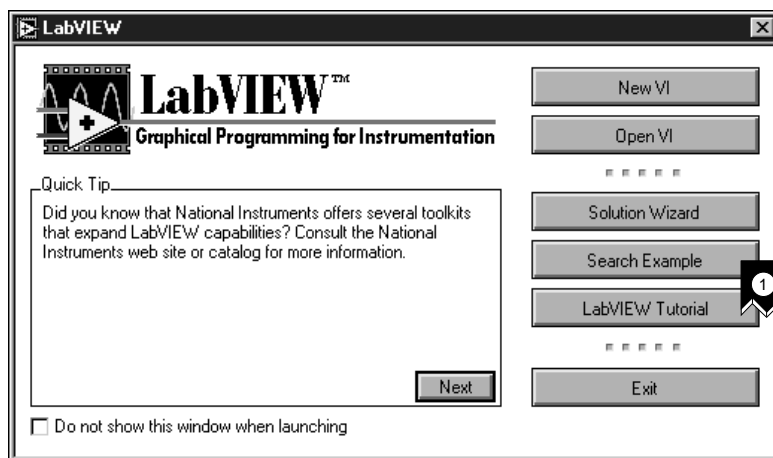 LabVIEW
LabVIEW™
Graphical Programming for Instrumentation
Quick Tip
Did you know that National Instruments offers several toolkits
that expand LabVIEW capabilities? Consult the National
Instruments web site or catalog for more information.
Next
Do not show this window when launching
New VI
Open VI
Solution Wizard
Search Example
1
LabVIEW Tutorial
Exit